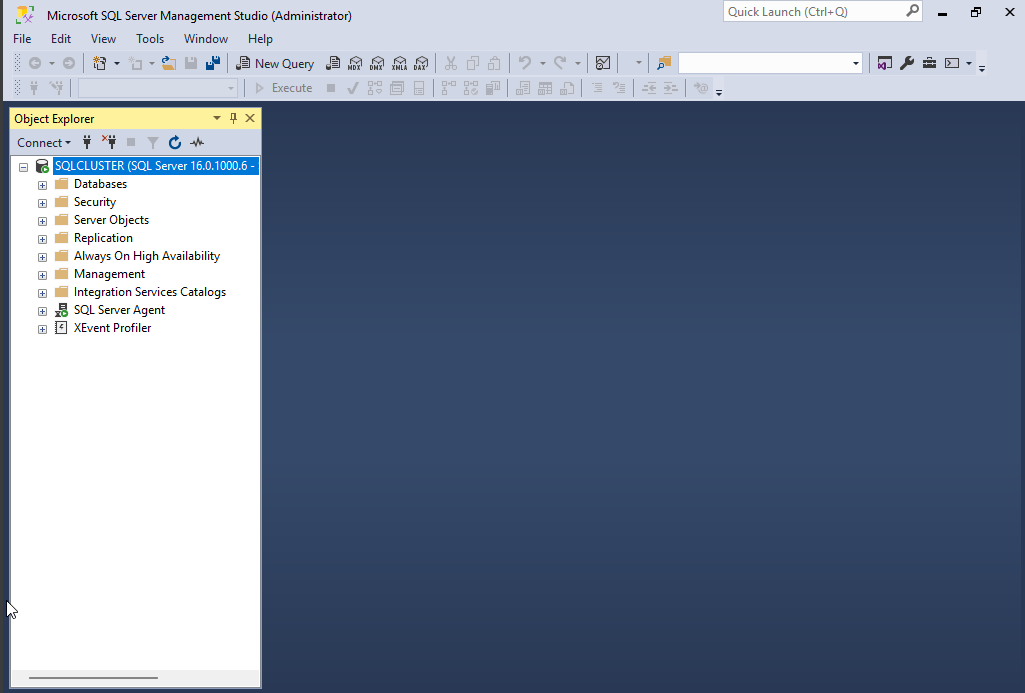 Microsoft SQL Server Management Studio (Administrator)
Quick Launch (Ctrl+Q)
File Edit View Tools Window Help
New Query MDX DMX XMLA DAX
Execute
Object Explorer
Connect
SQLCLUSTER (SQL Server 16.0.1000.6 -
Databases
Security
Server Objects
Replication
Always On High Availability
Management
Integration Services Catalogs
SQL Server Agent
XEvent Profiler